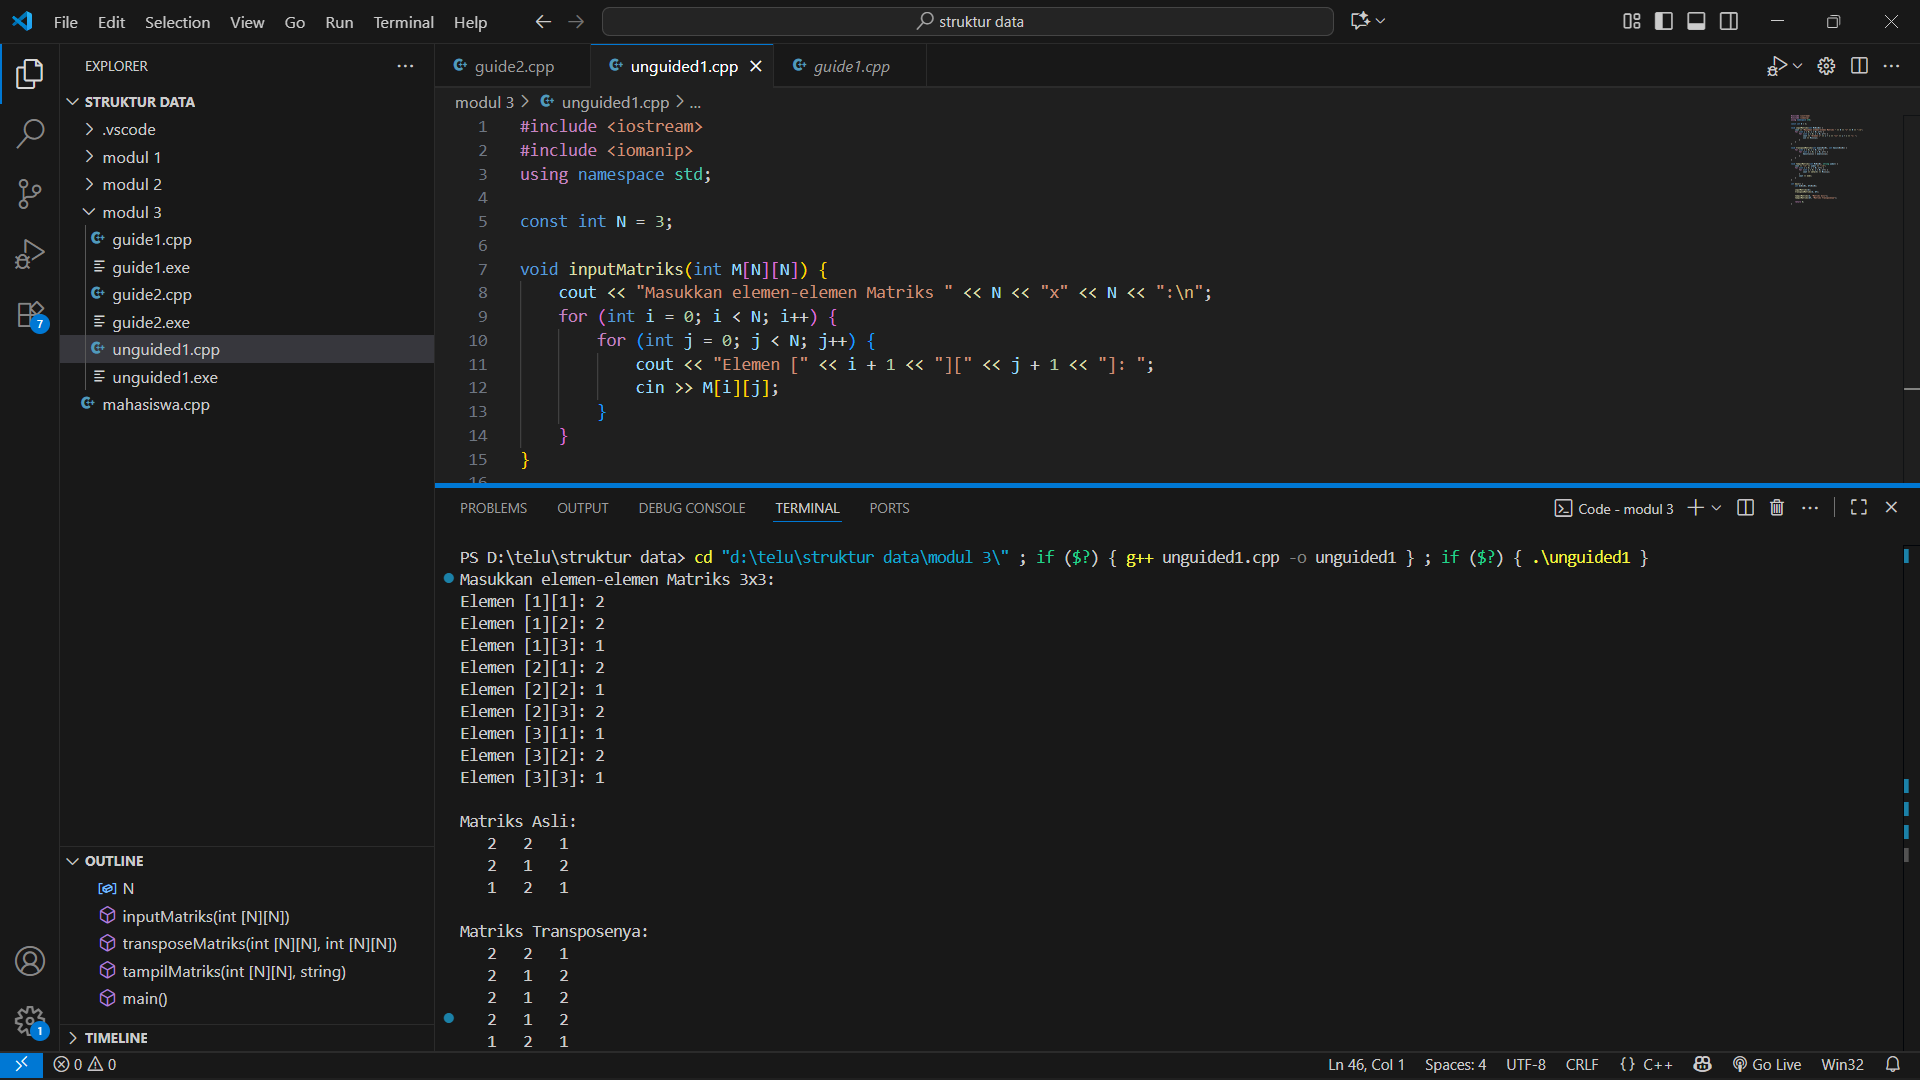 File Edit Selection View Go Run Terminal Help
struktur data
EXPLORER
STRUKTUR DATA
.vscode
modul 1
modul 2
modul 3
guide1.cpp
guide1.exe
guide2.cpp
guide2.exe
unguided1.cpp
unguided1.exe
mahasiswa.cpp
7
OUTLINE
N
inputMatriks(int [N][N])
transposeMatriks(int [N][N], int [N][N])
tampilMatriks(int [N][N], string)
main()
TIMELINE
1
guide2.cpp unguided1.cpp guide1.cpp
modul 3 > unguided1.cpp > ...
1 #include <iostream>
2 #include <iomanip>
3 using namespace std;
4
5 const int N = 3;
6
7 void inputMatriks(int M[N][N]) {
8 cout << "Masukkan elemen-elemen Matriks " << N << "x" << N << ":\n";
9 for (int i = 0; i < N; i++) {
10 for (int j = 0; j < N; j++) {
11 cout << "Elemen [" << i + 1 << "][" << j + 1 << "]: ";
12 cin >> M[i][j];
13 }
14 }
15 }
16
PROBLEMS OUTPUT DEBUG CONSOLE TERMINAL PORTS
Code - modul 3
PS D:\telu\struktur data> cd "d:\telu\struktur data\modul 3\" ; if ($?) { g++ unguided1.cpp -o unguided1 } ; if ($?) { .\unguided1 }
Masukkan elemen-elemen Matriks 3x3:
Elemen [1][1]: 2
Elemen [1][2]: 2
Elemen [1][3]: 1
Elemen [2][1]: 2
Elemen [2][2]: 1
Elemen [2][3]: 2
Elemen [3][1]: 1
Elemen [3][2]: 2
Elemen [3][3]: 1
Matriks Asli:
2 2 1
2 1 2
1 2 1
Matriks Transposenya:
2 2 1
2 1 2
2 1 2
2 1 2
1 2 1
0 0
Ln 46, Col 1 Spaces: 4 UTF-8 CRLF {} C++ Go Live Win32